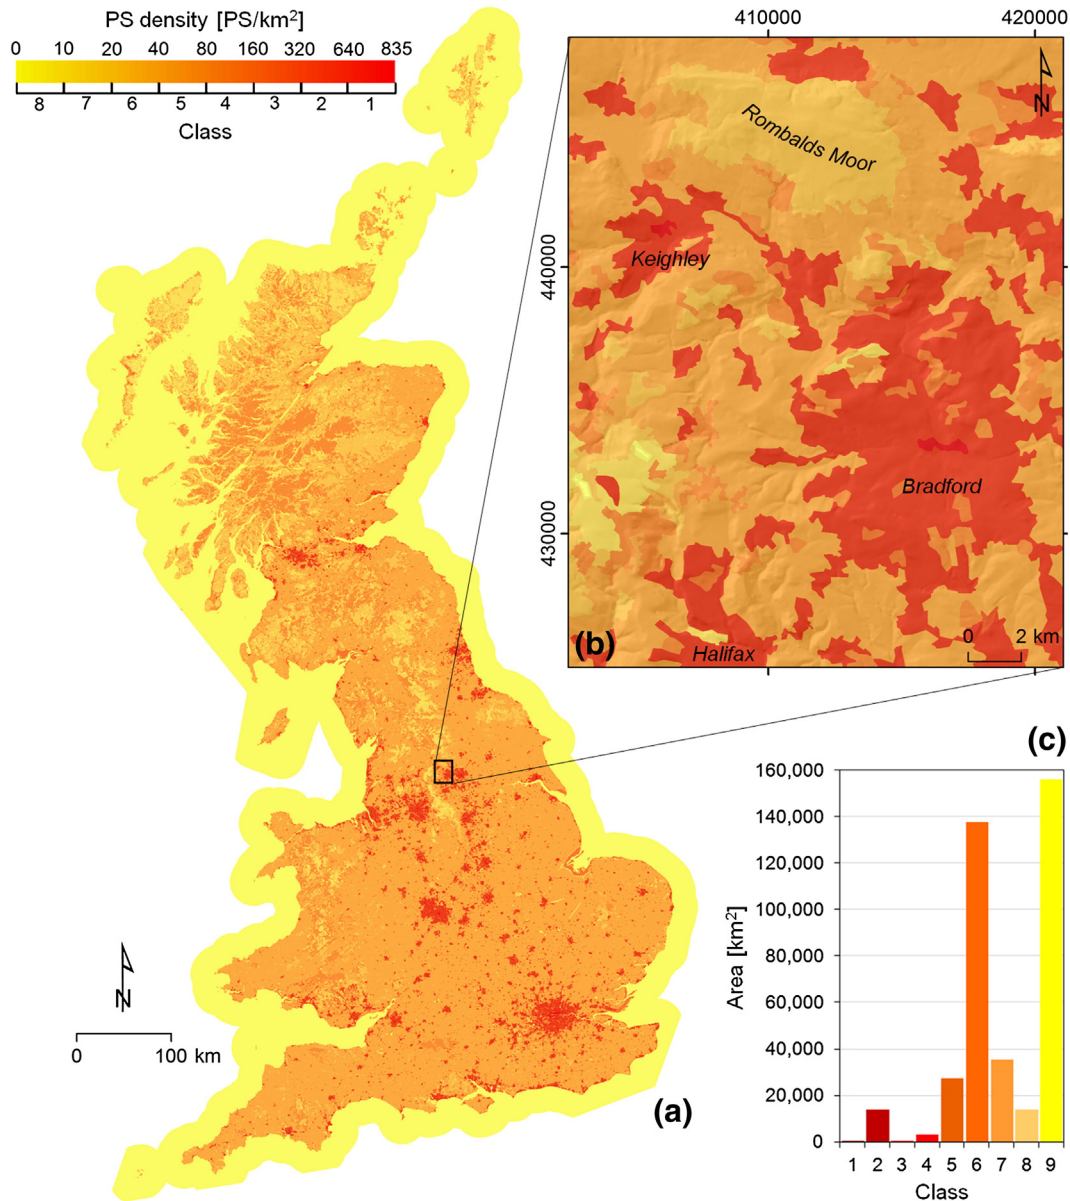 PS density [PS/km²]
0 10 20 40 80 160 320 640 835
8 7 6 5 4 3 2 1
Class
410000 420000
N
Rombalds Moor
Keighley
440000
Bradford
430000
0 2 km
(b)
Halifax
(c)
160,000
140,000
120,000
100,000
80,000
60,000
40,000
20,000
0
Area [km²]
1 2 3 4 5 6 7 8 9
Class
N
0 100 km
(a)